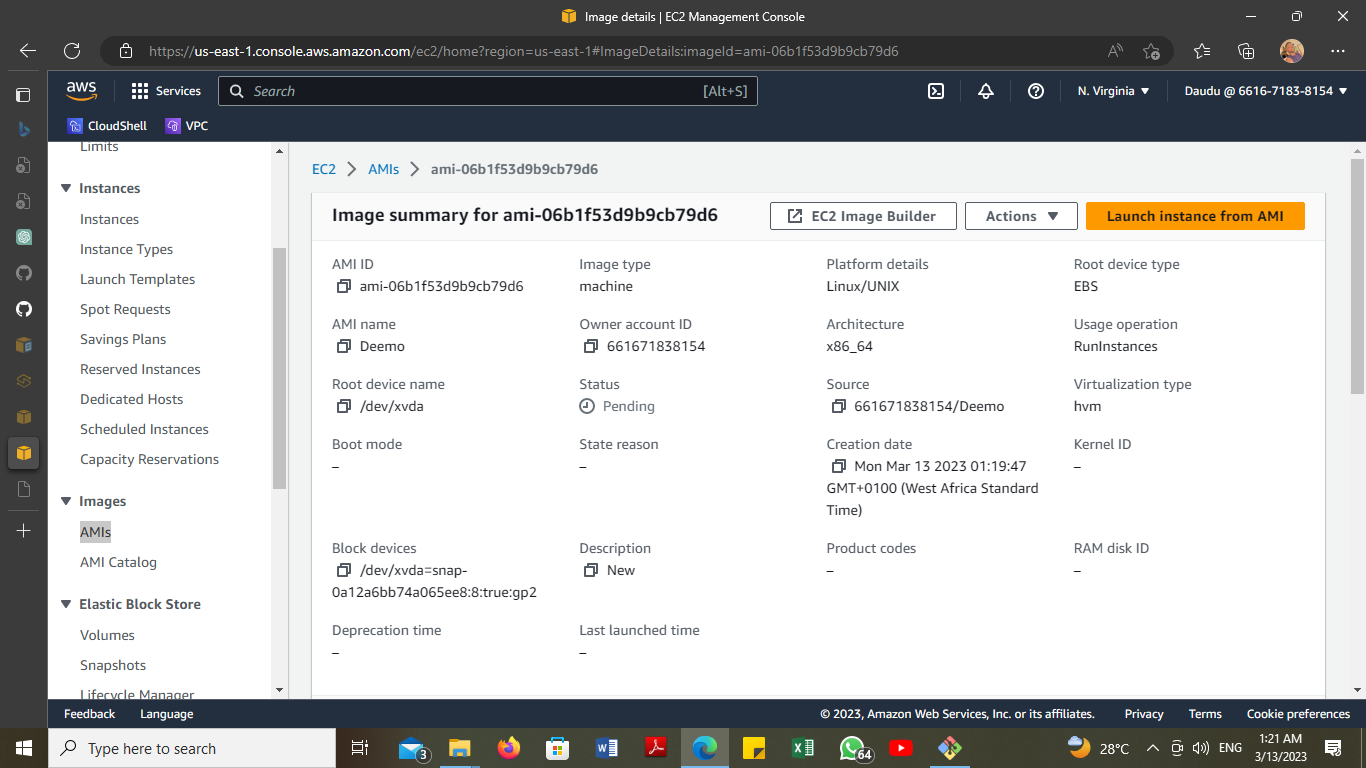 Image details | EC2 Management Console
https://us-east-1.console.aws.amazon.com/ec2/home?region=us-east-1#ImageDetails:imageId=ami-06b1f53d9b9cb79d6
aws
Services
Search
[Alt+S]
N. Virginia
Daudu @ 6616-7183-8154
CloudShell
VPC
Limits
Instances
Instances
Instance Types
Launch Templates
Spot Requests
Savings Plans
Reserved Instances
Dedicated Hosts
Scheduled Instances
Capacity Reservations
Images
AMIs
AMI Catalog
Elastic Block Store
Volumes
Snapshots
Lifecycle Manager
EC2
AMIs
ami-06b1f53d9b9cb79d6
Image summary for ami-06b1f53d9b9cb79d6
EC2 Image Builder
Actions
Launch instance from AMI
AMI ID
ami-06b1f53d9b9cb79d6
Image type
machine
Platform details
Linux/UNIX
Root device type
EBS
AMI name
Deemo
Owner account ID
661671838154
Architecture
x86_64
Usage operation
RunInstances
Root device name
/dev/xvda
Status
Pending
Source
661671838154/Deemo
Virtualization type
hvm
Boot mode
–
State reason
–
Creation date
Mon Mar 13 2023 01:19:47
GMT+0100 (West Africa Standard
Time)
Kernel ID
–
Block devices
/dev/xvda=snap-
0a12a6bb74a065ee8:8:true:gp2
Description
New
Product codes
–
RAM disk ID
–
Deprecation time
–
Last launched time
–
Feedback
Language
© 2023, Amazon Web Services, Inc. or its affiliates.
Privacy
Terms
Cookie preferences
Type here to search
3
64
28°C
ENG
1:21 AM
3/13/2023